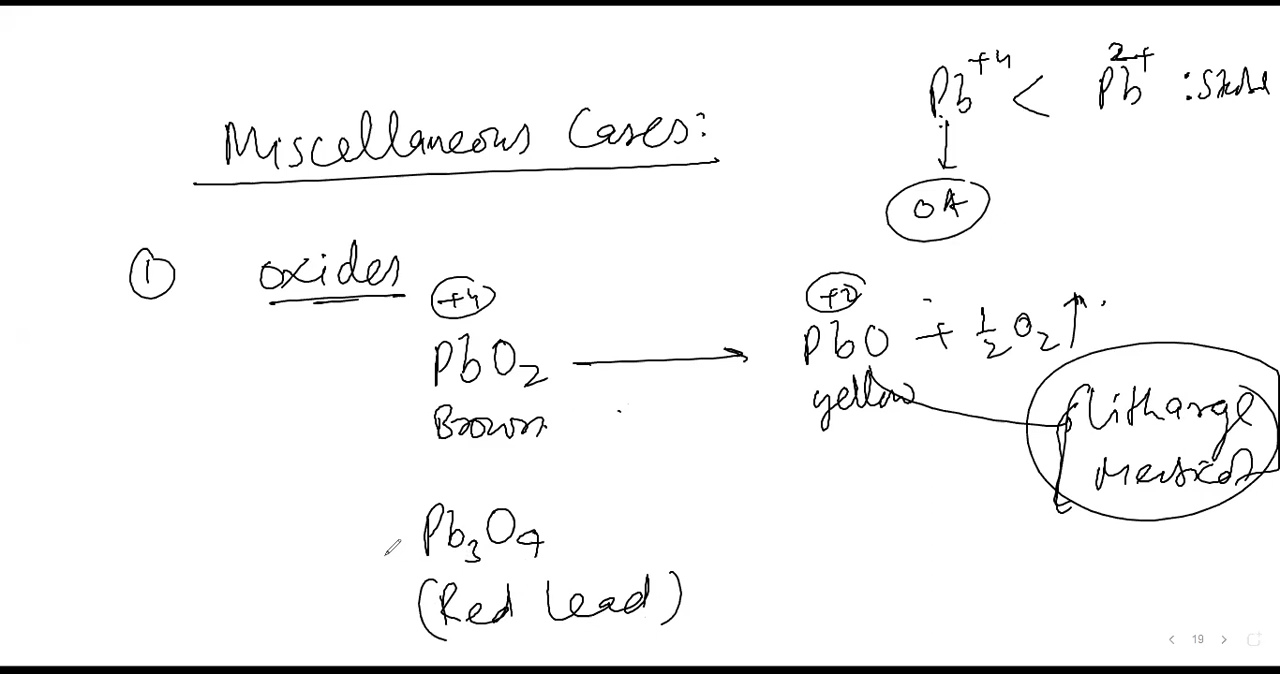 Pb+4 < Pb2+ : Stable
Miscellaneous Cases:
OA
① oxides
+4 +2
PbO2 ⟶ PbO + 1/2 O2 ↑
Brown yellow Litharge
Pb3O4
(Red lead)
< 19 >